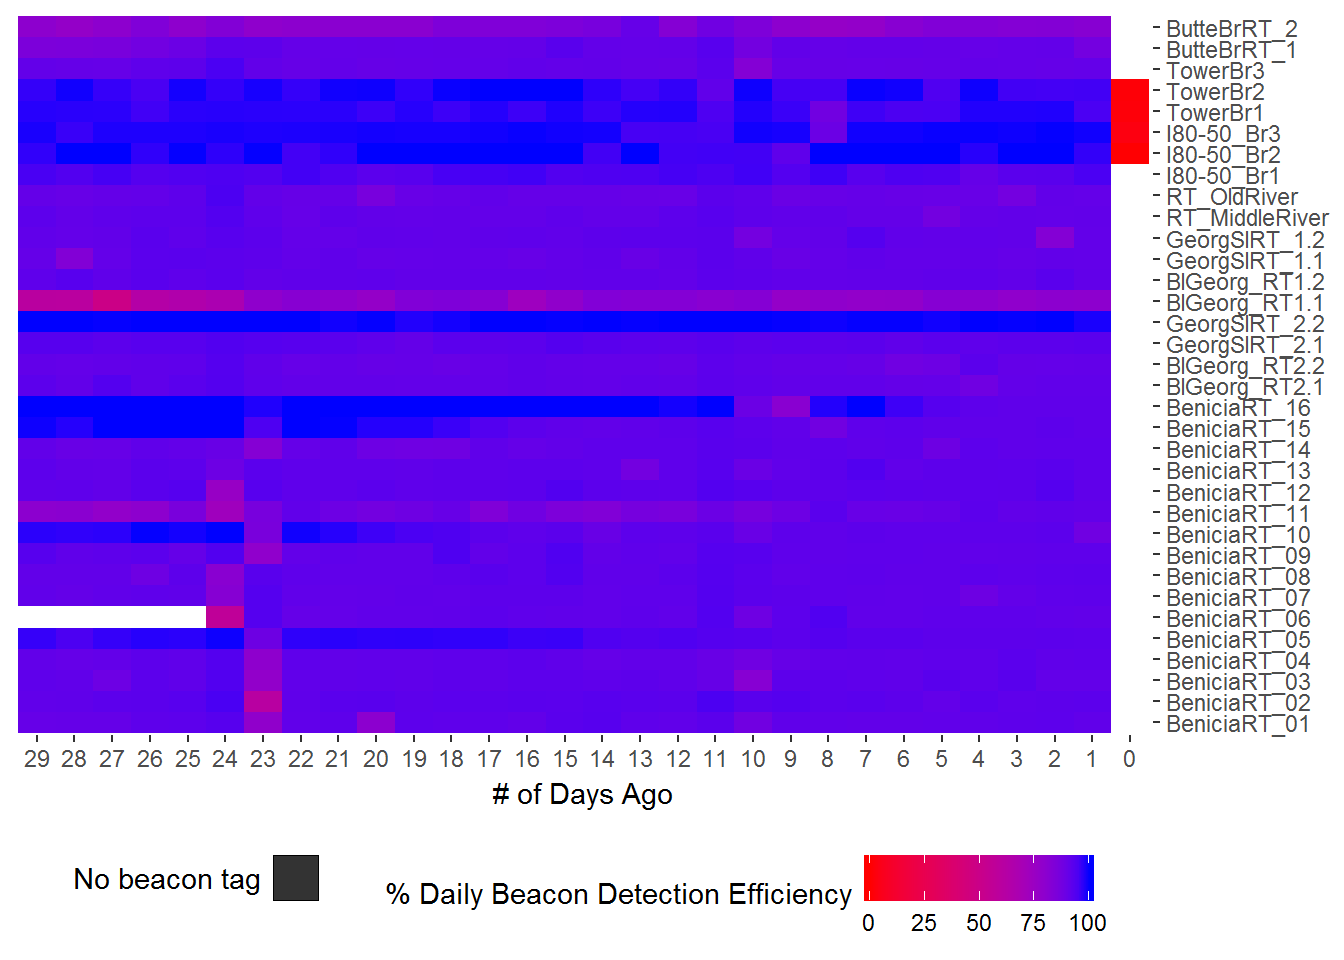 ButteBrRT_2
ButteBrRT_1
TowerBr3
TowerBr2
TowerBr1
I80-50_Br3
I80-50_Br2
I80-50_Br1
RT_OldRiver
RT_MiddleRiver
GeorgSlRT_1.2
GeorgSlRT_1.1
BlGeorg_RT1.2
BlGeorg_RT1.1
GeorgSlRT_2.2
GeorgSlRT_2.1
BlGeorg_RT2.2
BlGeorg_RT2.1
BeniciaRT_16
BeniciaRT_15
BeniciaRT_14
BeniciaRT_13
BeniciaRT_12
BeniciaRT_11
BeniciaRT_10
BeniciaRT_09
BeniciaRT_08
BeniciaRT_07
BeniciaRT_06
BeniciaRT_05
BeniciaRT_04
BeniciaRT_03
BeniciaRT_02
BeniciaRT_01
29 28 27 26 25 24 23 22 21 20 19 18 17 16 15 14 13 12 11 10 9 8 7 6 5 4 3 2 1 0
# of Days Ago
No beacon tag
% Daily Beacon Detection Efficiency
0 25 50 75 100